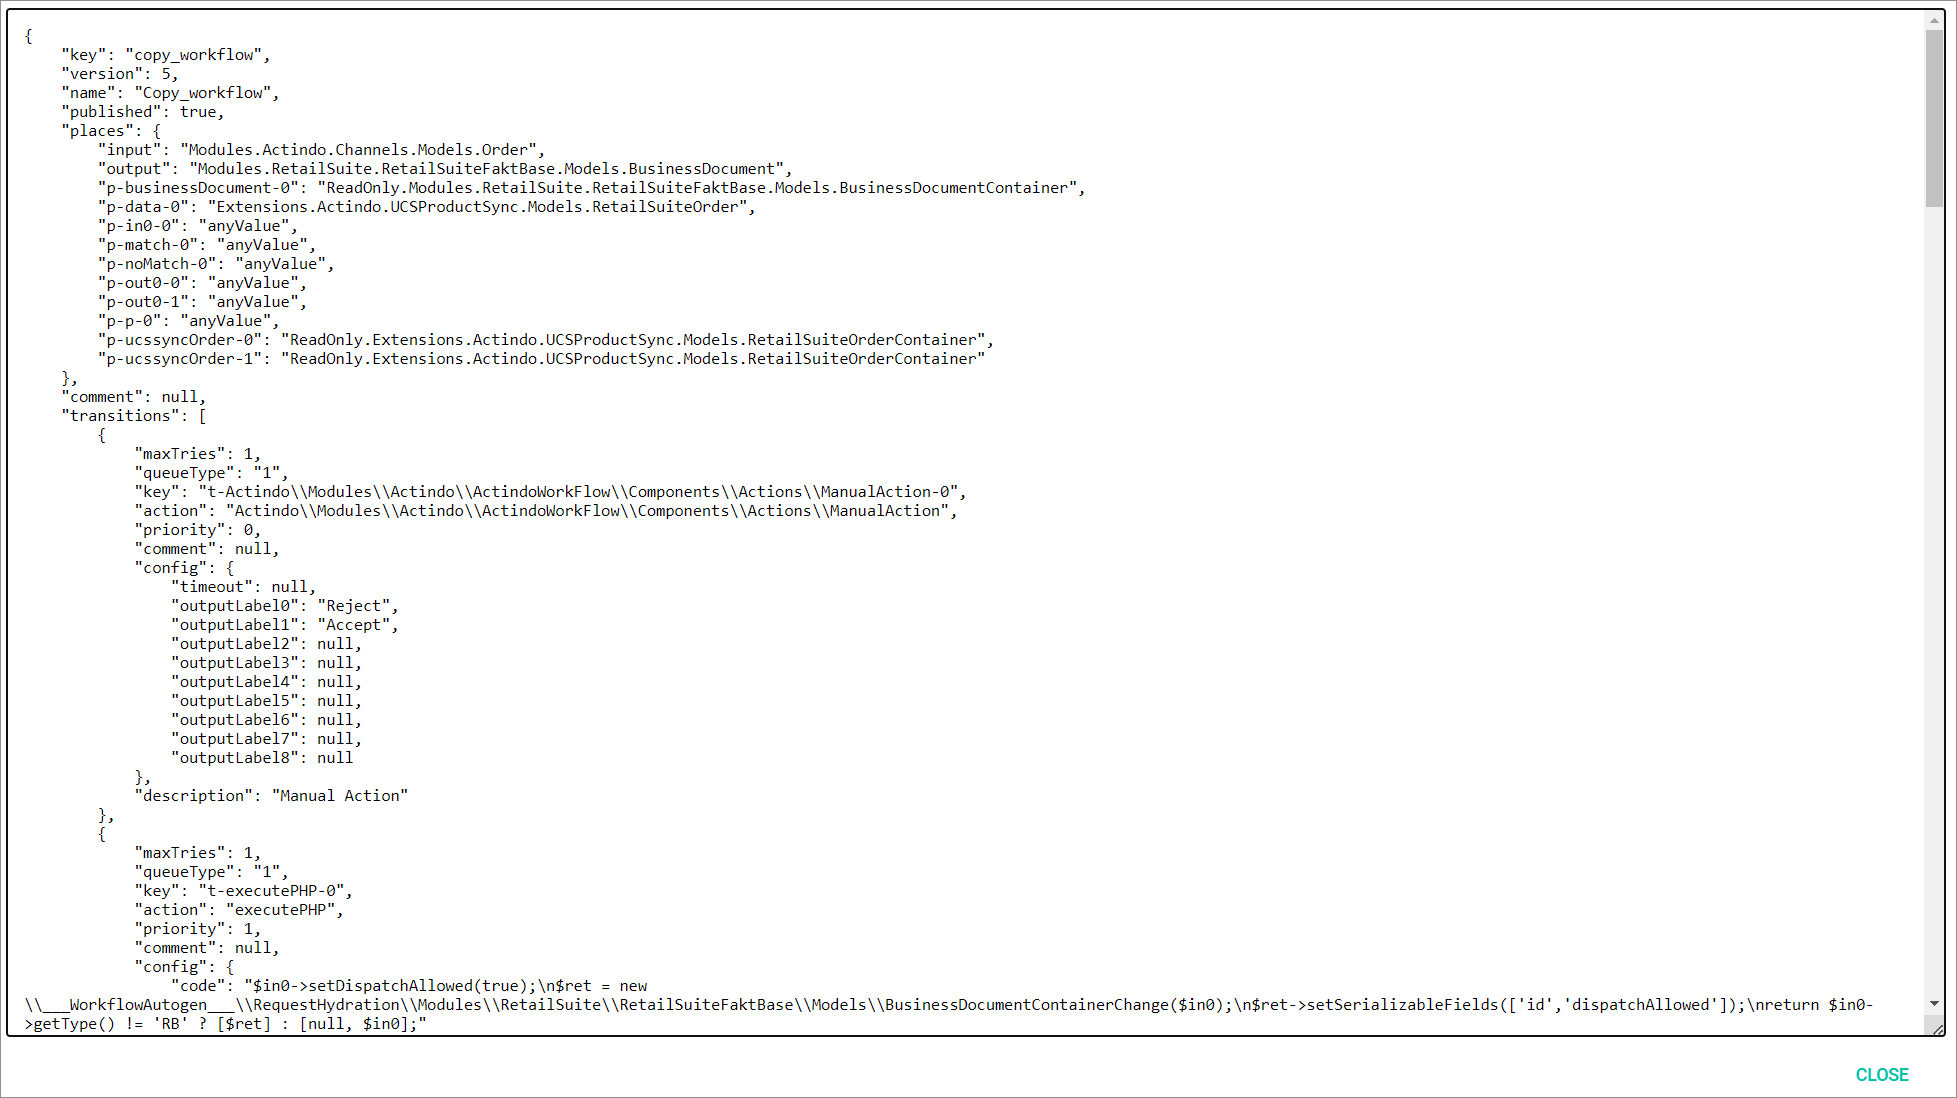 {
    "key": "copy_workflow",
    "version": 5,
    "name": "Copy_workflow",
    "published": true,
    "places": {
        "input": "Modules.Actindo.Channels.Models.Order",
        "output": "Modules.RetailSuite.RetailSuiteFaktBase.Models.BusinessDocument",
        "p-businessDocument-0": "ReadOnly.Modules.RetailSuite.RetailSuiteFaktBase.Models.BusinessDocumentContainer",
        "p-data-0": "Extensions.Actindo.UCSProductSync.Models.RetailSuiteOrder",
        "p-in0-0": "anyValue",
        "p-match-0": "anyValue",
        "p-noMatch-0": "anyValue",
        "p-out0-0": "anyValue",
        "p-out0-1": "anyValue",
        "p-p-0": "anyValue",
        "p-ucssyncOrder-0": "ReadOnly.Extensions.Actindo.UCSProductSync.Models.RetailSuiteOrderContainer",
        "p-ucssyncOrder-1": "ReadOnly.Extensions.Actindo.UCSProductSync.Models.RetailSuiteOrderContainer"
    },
    "comment": null,
    "transitions": [
        {
            "maxTries": 1,
            "queueType": "1",
            "key": "t-Actindo\\Modules\\Actindo\\ActindoWorkFlow\\Components\\Actions\\ManualAction-0",
            "action": "Actindo\\Modules\\Actindo\\ActindoWorkFlow\\Components\\Actions\\ManualAction",
            "priority": 0,
            "comment": null,
            "config": {
                "timeout": null,
                "outputLabel0": "Reject",
                "outputLabel1": "Accept",
                "outputLabel2": null,
                "outputLabel3": null,
                "outputLabel4": null,
                "outputLabel5": null,
                "outputLabel6": null,
                "outputLabel7": null,
                "outputLabel8": null
            },
            "description": "Manual Action"
        },
        {
            "maxTries": 1,
            "queueType": "1",
            "key": "t-executePHP-0",
            "action": "executePHP",
            "priority": 1,
            "comment": null,
            "config": {
                "code": "$in0->setDispatchAllowed(true);\n$ret = new
\\___WorkflowAutogen___\\RequestHydration\\Modules\\RetailSuite\\RetailSuiteFaktBase\\Models\\BusinessDocumentContainerChange($in0);\n$ret->setSerializableFields(['id','dispatchAllowed']);\nreturn $in0-
>getType() != 'RB' ? [$ret] : [null, $in0];"
CLOSE